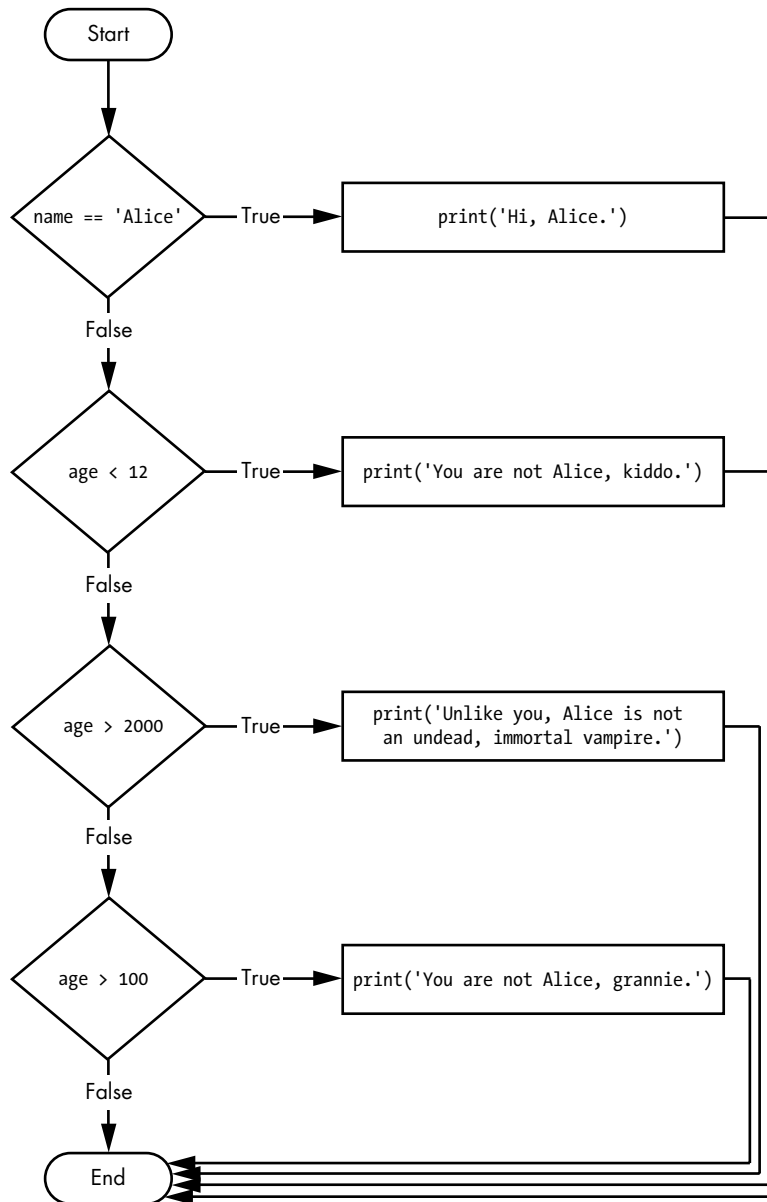 Start
name == 'Alice'
True
print('Hi, Alice.')
False
age < 12
True
print('You are not Alice, kiddo.')
False
age > 2000
True
print('Unlike you, Alice is not
an undead, immortal vampire.')
False
age > 100
True
print('You are not Alice, grannie.')
False
End